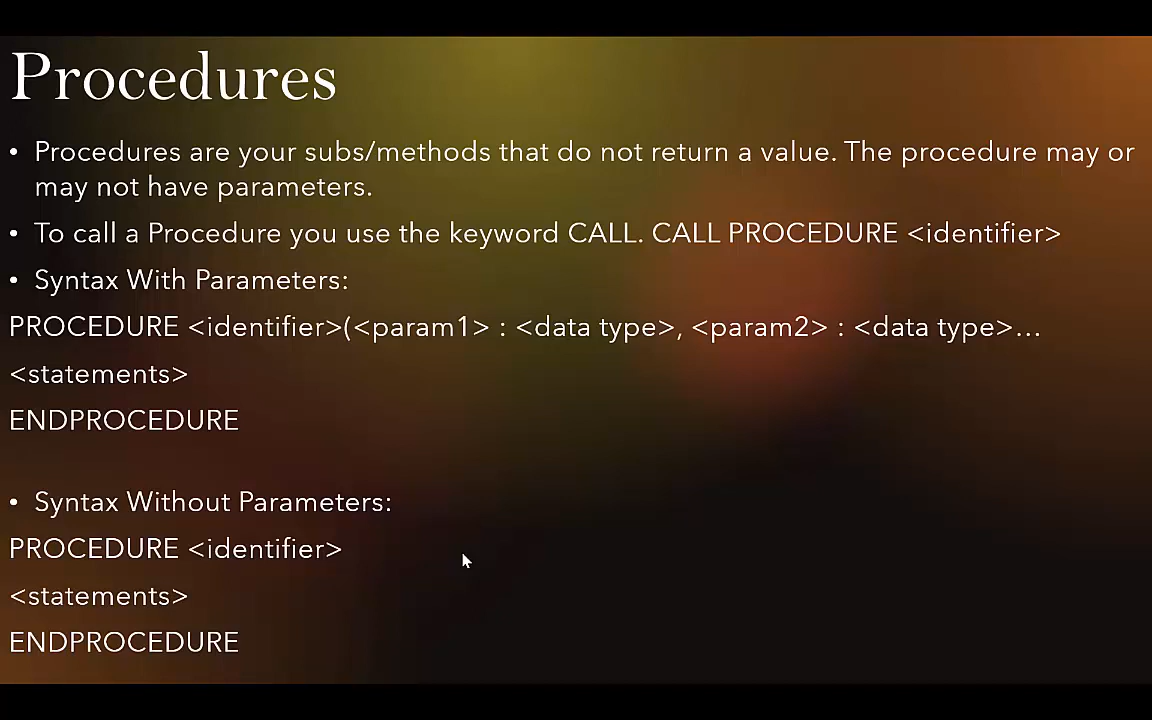 Procedures
• Procedures are your subs/methods that do not return a value. The procedure may or
may not have parameters.
• To call a Procedure you use the keyword CALL. CALL PROCEDURE <identifier>
• Syntax With Parameters:
PROCEDURE <identifier>(<param1> : <data type>, <param2> : <data type>…
<statements>
ENDPROCEDURE
• Syntax Without Parameters:
PROCEDURE <identifier>
<statements>
ENDPROCEDURE